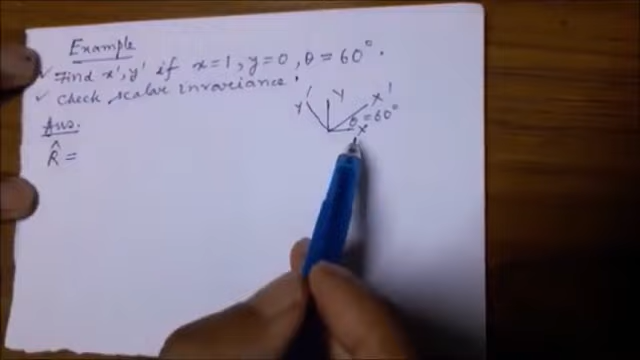 Example
✓ Find x', y' if x=1, y=0, θ = 60°.
✓ Check scalar invariance.
Y' Y X'
θ = 60°
X
Ans.
R̂ =